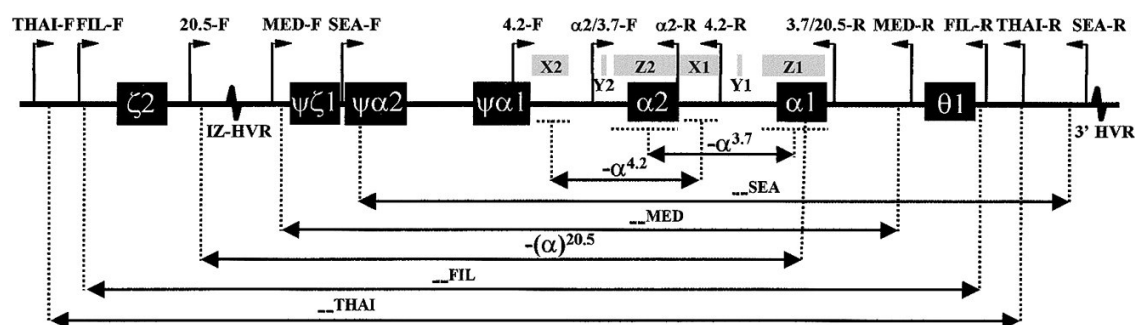 THAI-F FIL-F 20.5-F MED-F SEA-F 4.2-F α2/3.7-F α2-R 4.2-R 3.7/20.5-R MED-R FIL-R THAI-R SEA-R
X2 Y2 Z2 X1 Y1 Z1
ζ2 ψζ1 ψα2 ψα1 α2 α1 θ1
IZ-HVR 3' HVR
-α3.7
-α4.2
--SEA
--MED
-(α)20.5
--FIL
--THAI